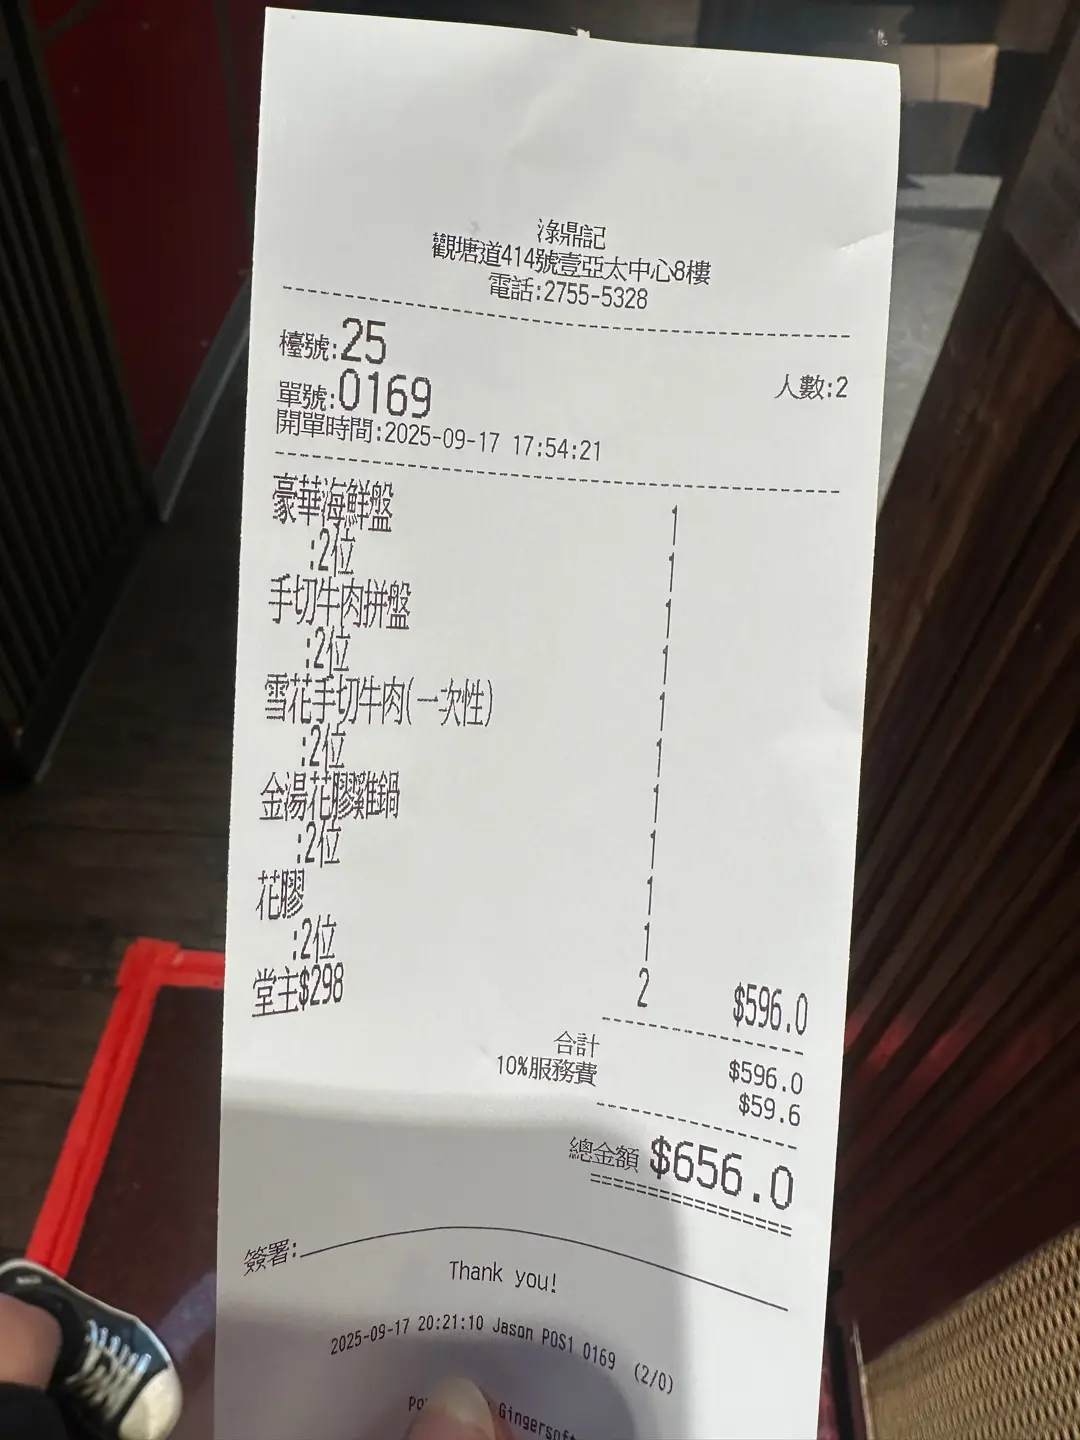 淥鼎記
觀塘道414號壹亞太中心8樓
電話:2755-5328
檯號:25
人數:2
單號:0169
開單時間:2025-09-17 17:54:21
豪華海鮮盤 1
:2位 1
手切牛肉拼盤 1
:2位 1
雪花手切牛肉(一次性) 1
:2位 1
金湯花膠雞鍋 1
:2位 1
花膠 1
:2位 1
堂主$298 2 $596.0
合計 $596.0
10%服務費 $59.6
總金額 $656.0
簽署:
Thank you!
2025-09-17 20:21:10 Jason POS1 0169 (2/0)
Gingersoft